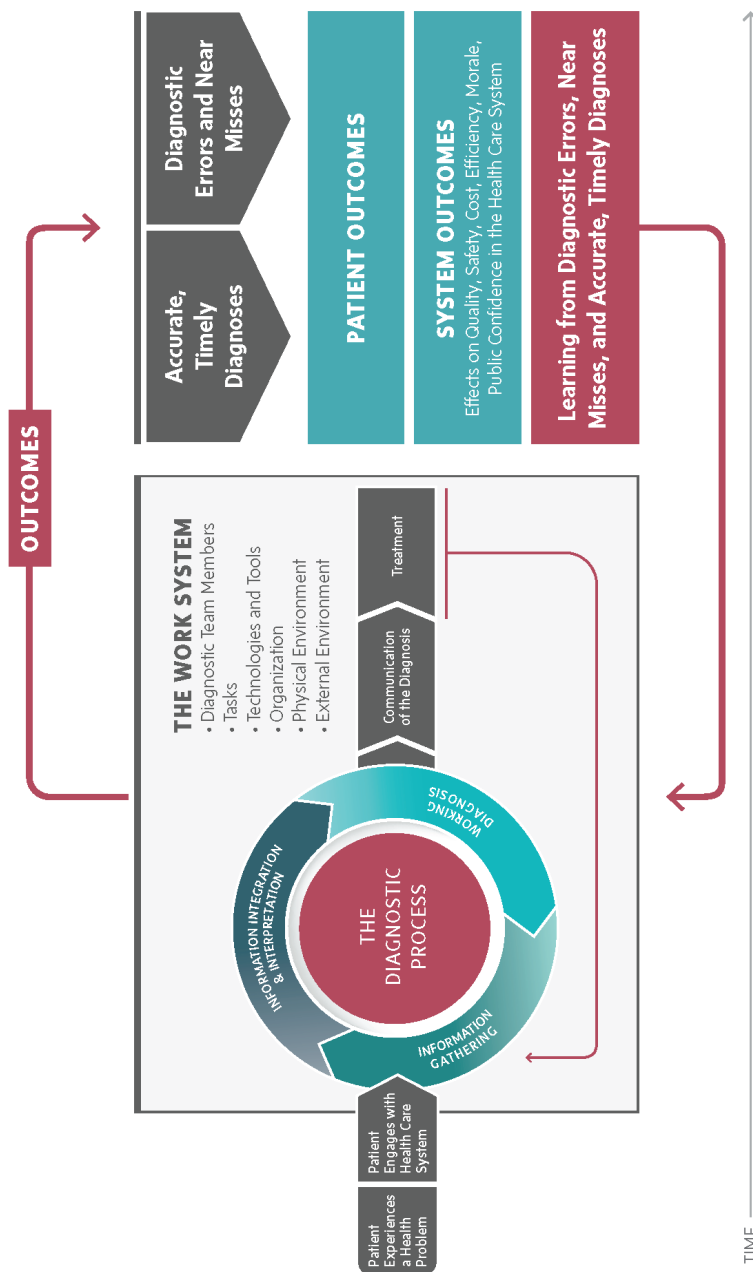 OUTCOMES
Patient
Experiences
a Health
Problem
Patient
Engages with
Health Care
System
THE WORK SYSTEM
• Diagnostic Team Members
• Tasks
• Technologies and Tools
• Organization
• Physical Environment
• External Environment
INFORMATION INTEGRATION
& INTERPRETATION
INFORMATION
GATHERING
WORKING
DIAGNOSIS
THE
DIAGNOSTIC
PROCESS
Communication
of the Diagnosis
Treatment
Accurate,
Timely
Diagnoses
Diagnostic
Errors and Near
Misses
PATIENT OUTCOMES
SYSTEM OUTCOMES
Effects on Quality, Safety, Cost, Efficiency, Morale,
Public Confidence in the Health Care System
Learning from Diagnostic Errors, Near
Misses, and Accurate, Timely Diagnoses
TIME